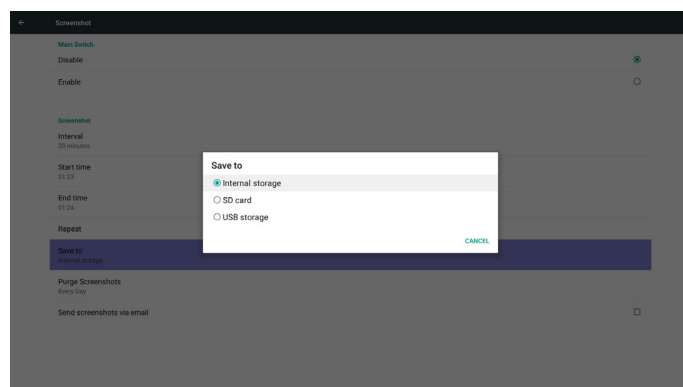 Screenshot
Main Switch
Disable
Enable
Screenshot
Interval
30 minutes
Start time
01:23
End time
01:24
Repeat
Save to
Internal storage
Purge Screenshots
Every Day
Send screenshots via email
Save to
Internal storage
SD card
USB storage
CANCEL